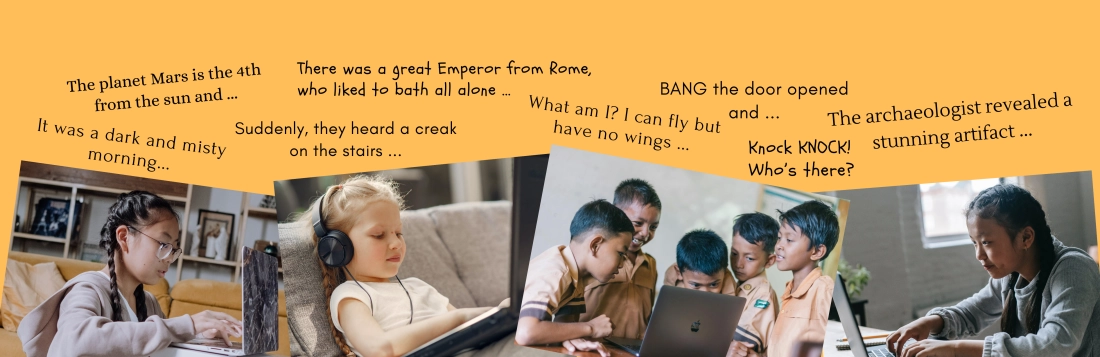 The planet Mars is the 4th
from the sun and ...
There was a great Emperor from Rome,
who liked to bath all alone ...
It was a dark and misty
morning...
Suddenly, they heard a creak
on the stairs ...
What am I? I can fly but
have no wings ...
BANG the door opened
and ...
Knock KNOCK!
Who's there?
The archaeologist revealed a
stunning artifact ...